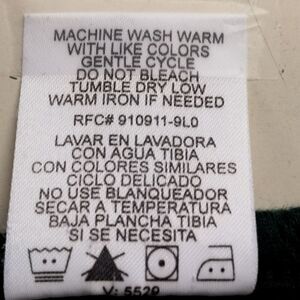 MACHINE WASH WARM
WITH LIKE COLORS
GENTLE CYCLE
DO NOT BLEACH
TUMBLE DRY LOW
WARM IRON IF NEEDED
RFC# 910911-9L0
LAVAR EN LAVADORA
CON AGUA TIBIA
CON COLORES SIMILARES
CICLO DELICADO
NO USE BLANQUEADOR
SECAR A TEMPERATURA
BAJA PLANCHA TIBIA
SI SE NECESITA
V: 5529